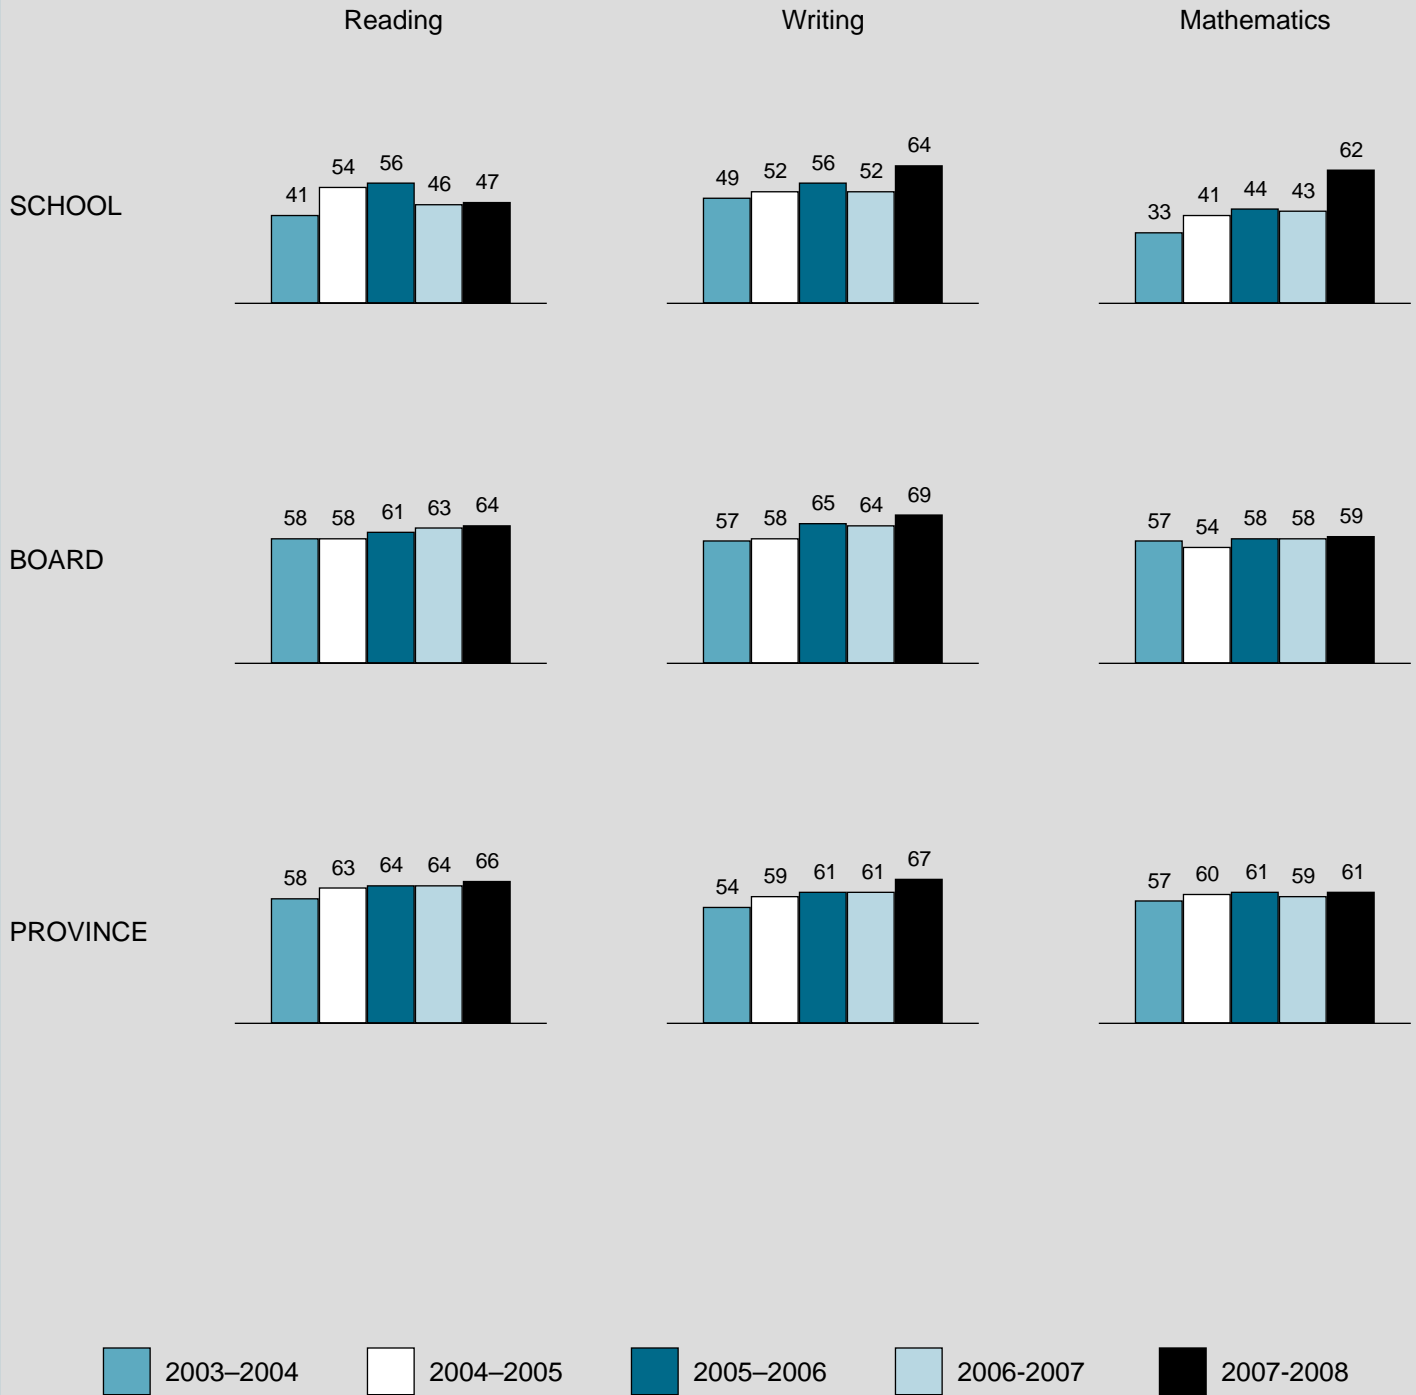 Reading Writing Mathematics
SCHOOL
41 54 56 46 47
49 52 56 52 64
33 41 44 43 62
BOARD
58 58 61 63 64
57 58 65 64 69
57 54 58 58 59
PROVINCE
58 63 64 64 66
54 59 61 61 67
57 60 61 59 61
2003–2004 2004–2005 2005–2006 2006-2007 2007-2008